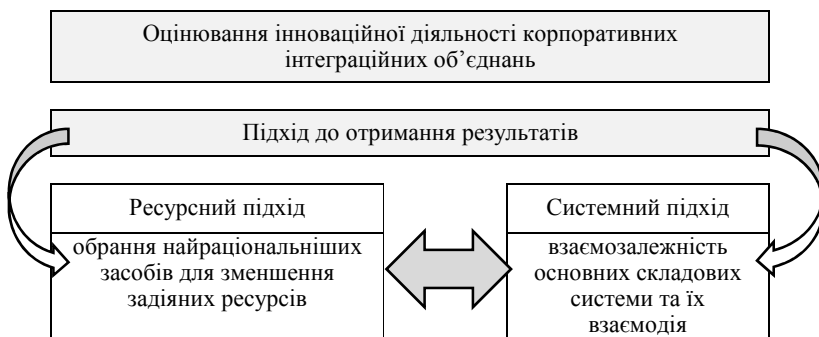 Оцінювання інноваційної діяльності корпоративних
інтеграційних об’єднань
Підхід до отримання результатів
Ресурсний підхід
обрання найраціональніших
засобів для зменшення
задіяних ресурсів
Системний підхід
взаємозалежність
основних складових
системи та їх
взаємодія